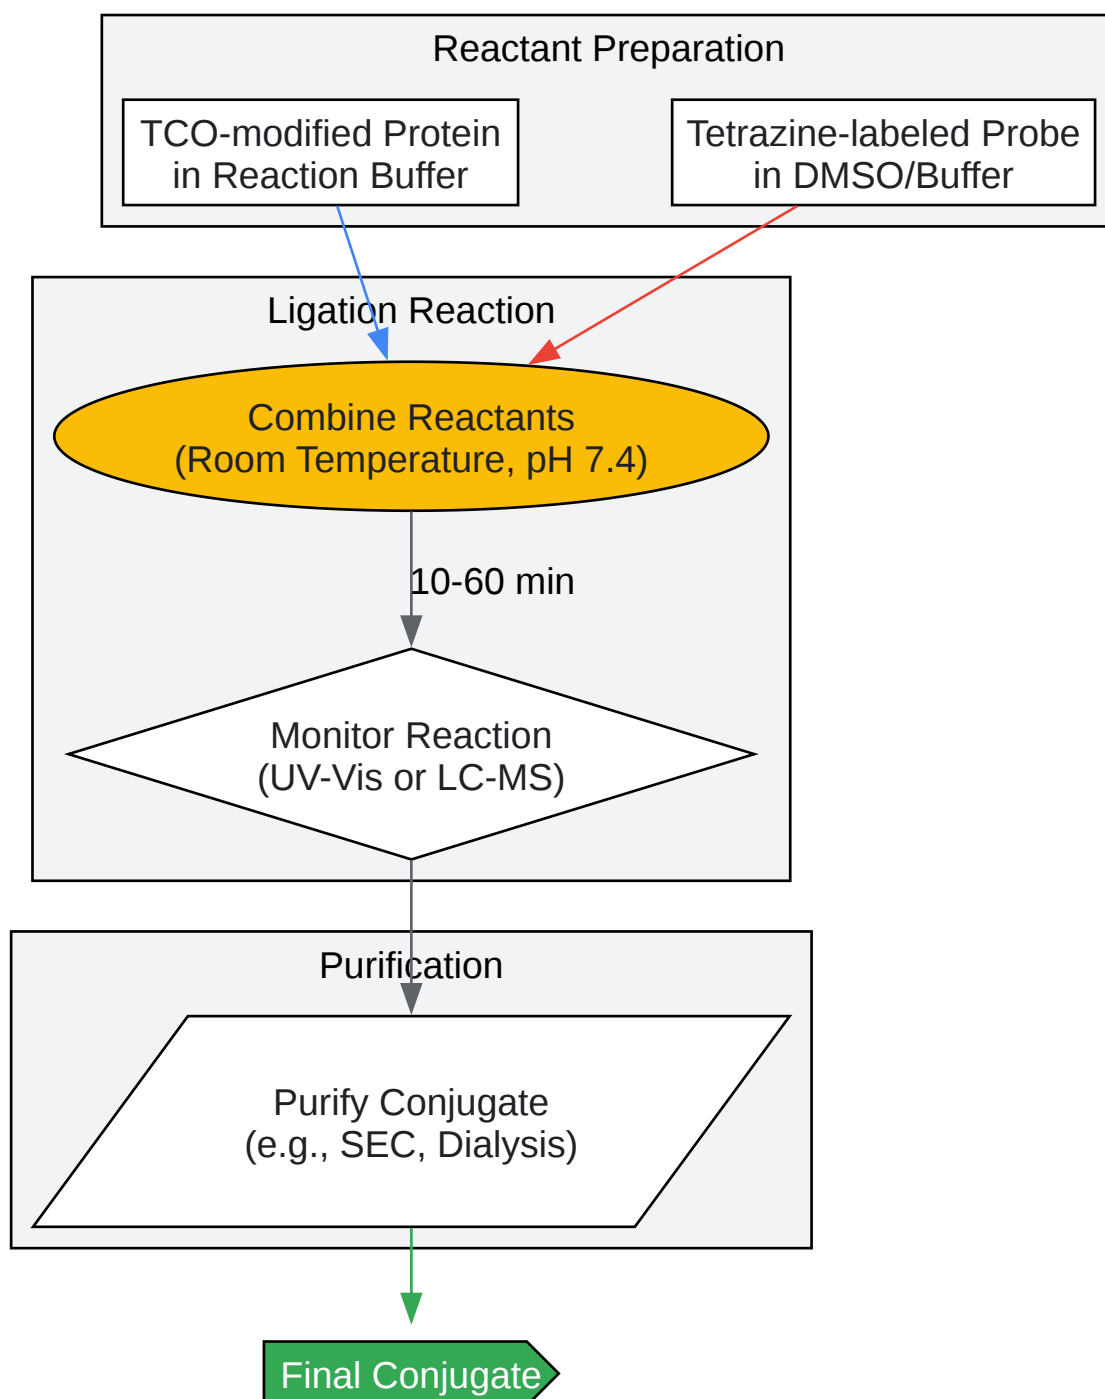 Reactant Preparation
TCO-modified Protein
in Reaction Buffer
Tetrazine-labeled Probe
in DMSO/Buffer
Ligation Reaction
Combine Reactants
(Room Temperature, pH 7.4)
10-60 min
Monitor Reaction
(UV-Vis or LC-MS)
Purification
Purify Conjugate
(e.g., SEC, Dialysis)
Final Conjugate